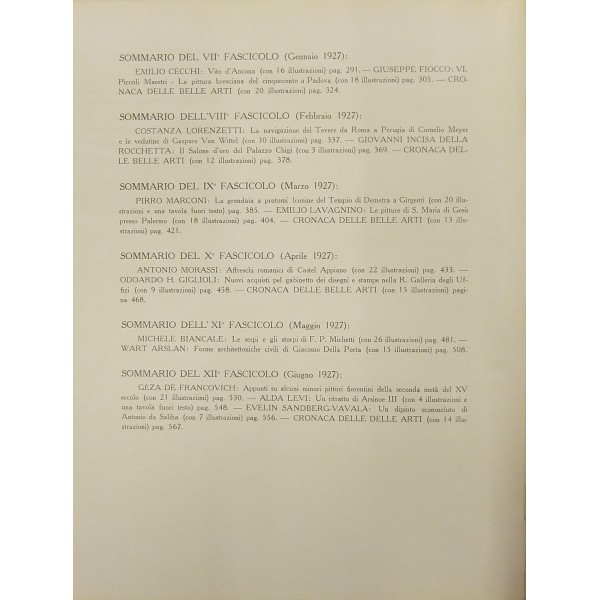 SOMMARIO DEL VIIº FASCICOLO (Gennaio 1927):
EMILIO CECCHI: Vito d'Ancona (con 16 illustrazioni) pag. 291. — GIUSEPPE FIOCCO: VI.
Piccoli Maestri - La pittura bresciana del cinquecento a Padova (con 18 illustrazioni) pag. 305. — CRO-
NACA DELLE BELLE ARTI (con 20 illustrazioni) pag. 324.
SOMMARIO DELL'VIIIº FASCICOLO (Febbraio 1927):
COSTANZA LORENZETTI: La navigazione del Tevere da Roma a Perugia di Cornelio Meyer
e le vedutine di Gaspare Van Wittel (con 30 illustrazioni) pag. 337. — GIOVANNI INCISA DELLA
ROCCHETTA: Il Salone d'oro del Palazzo Chigi (con 3 illustrazioni) pag. 369. — CRONACA DEL-
LE BELLE ARTI (con 12 illustrazioni) pag. 378.
SOMMARIO DEL IXº FASCICOLO (Marzo 1927):
PIRRO MARCONI: La grondaia a protomi leonine del Tempio di Demetra a Girgenti (con 20 illu-
strazioni e una tavola fuori testo) pag. 385. — EMILIO LAVAGNINO: Le pitture di S. Maria di Gesù
presso Palermo (con 18 illustrazioni) pag. 404. — CRONACA DELLE BELLE ARTI (con 13 illu-
strazioni) pag. 421.
SOMMARIO DEL Xº FASCICOLO (Aprile 1927):
ANTONIO MORASSI: Affreschi romanici di Castel Appiano (con 22 illustrazioni) pag. 433. —
ODOARDO H. GIGLIOLI: Nuovi acquisti pel gabinetto dei disegni e stampe nella R. Galleria degli Uf-
fizi (con 9 illustrazioni) pag. 458. — CRONACA DELLE BELLE ARTI (con 15 illustrazioni) pagi-
na 468.
SOMMARIO DELL'XIº FASCICOLO (Maggio 1927):
MICHELE BIANCALE: Le serpi e gli storpi di F. P. Michetti (con 26 illustrazioni) pag. 481. —
WART ARSLAN: Forme architettoniche civili di Giacomo Della Porta (con 15 illustrazioni) pag. 508.
SOMMARIO DEL XIIº FASCICOLO (Giugno 1927):
GEZA DE FRANCOVICH: Appunti su alcuni minori pittori fiorentini della seconda metà del XV
secolo (con 21 illustrazioni) pag. 530. — ALDA LEVI: Un ritratto di Arsinoe III (con 4 illustrazioni e
una tavola fuori testo) pag. 548. — EVELIN SANDBERG-VAVALA: Un dipinto sconosciuto di
Antonio da Saliba (con 7 illustrazioni) pag. 556. — CRONACA DELLE DELLE ARTI (con 14 illu-
strazioni) pag. 567.